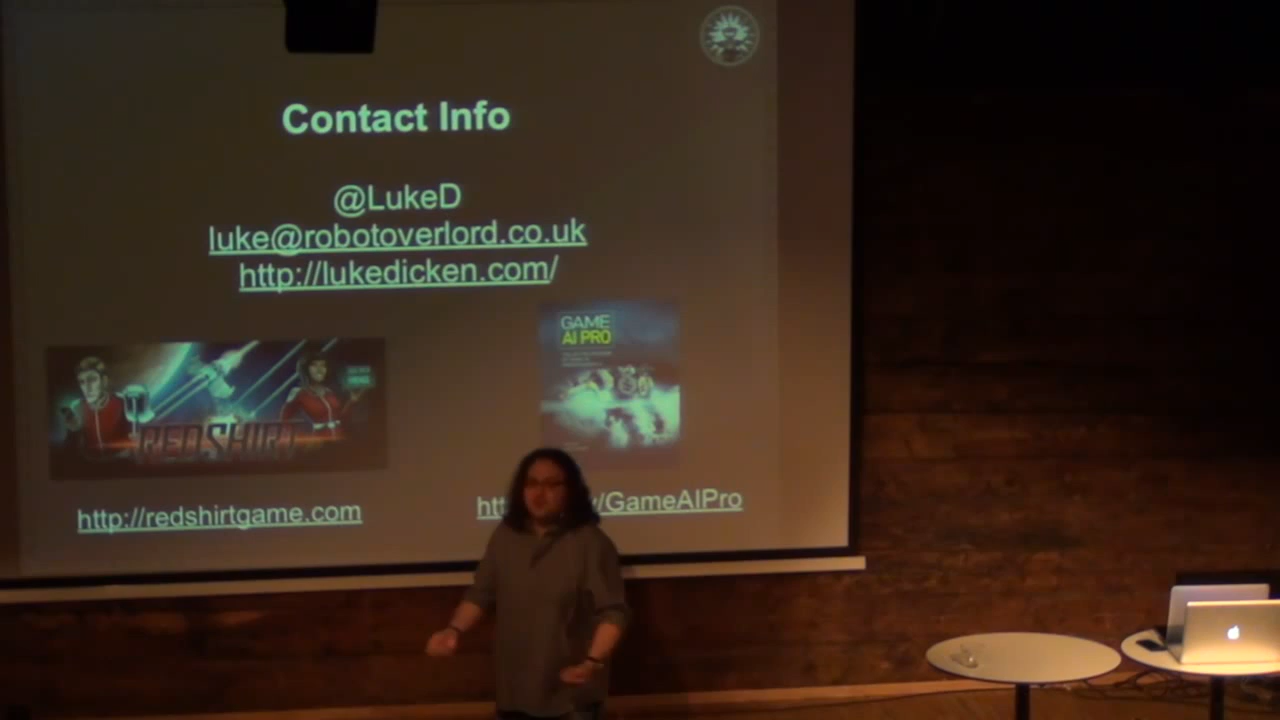 Contact Info
@LukeD
luke@robotoverlord.co.uk
http://lukedicken.com/
GAME
AI PRO
REDSHIRT
http://redshirtgame.com
/GameAIPro